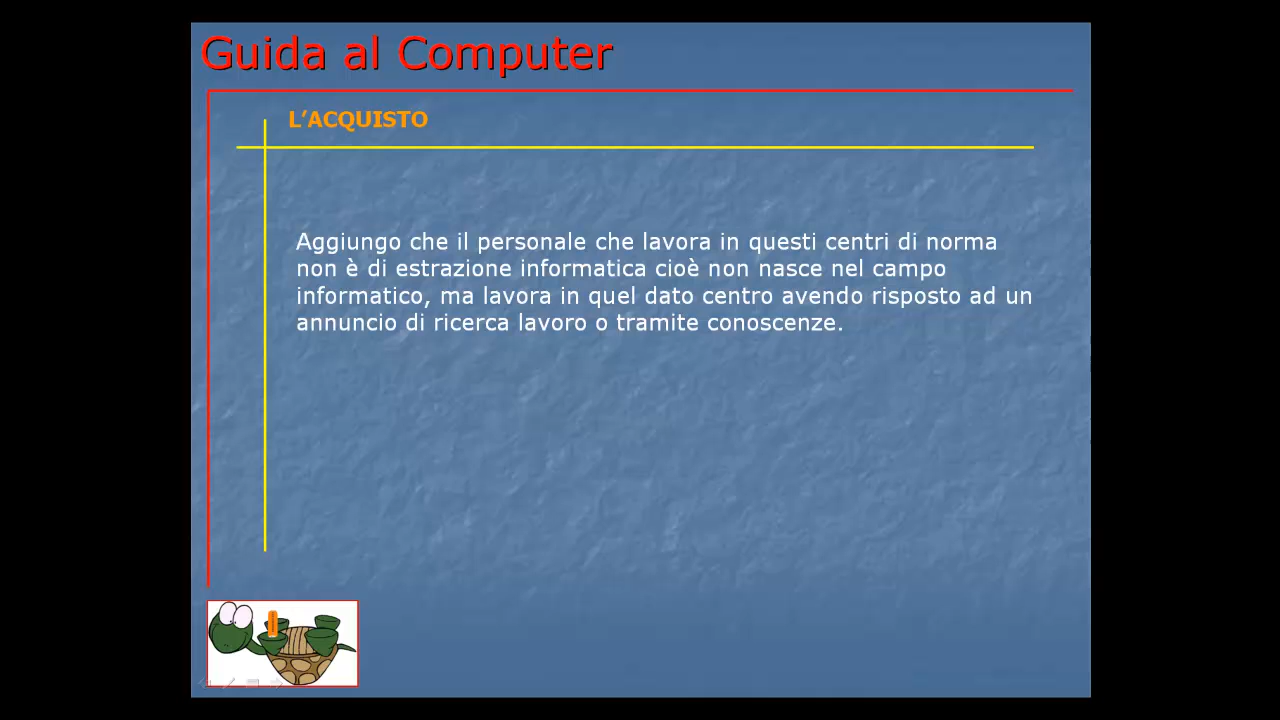 Guida al Computer
L’ACQUISTO
Aggiungo che il personale che lavora in questi centri di norma
non è di estrazione informatica cioè non nasce nel campo
informatico, ma lavora in quel dato centro avendo risposto ad un
annuncio di ricerca lavoro o tramite conoscenze.